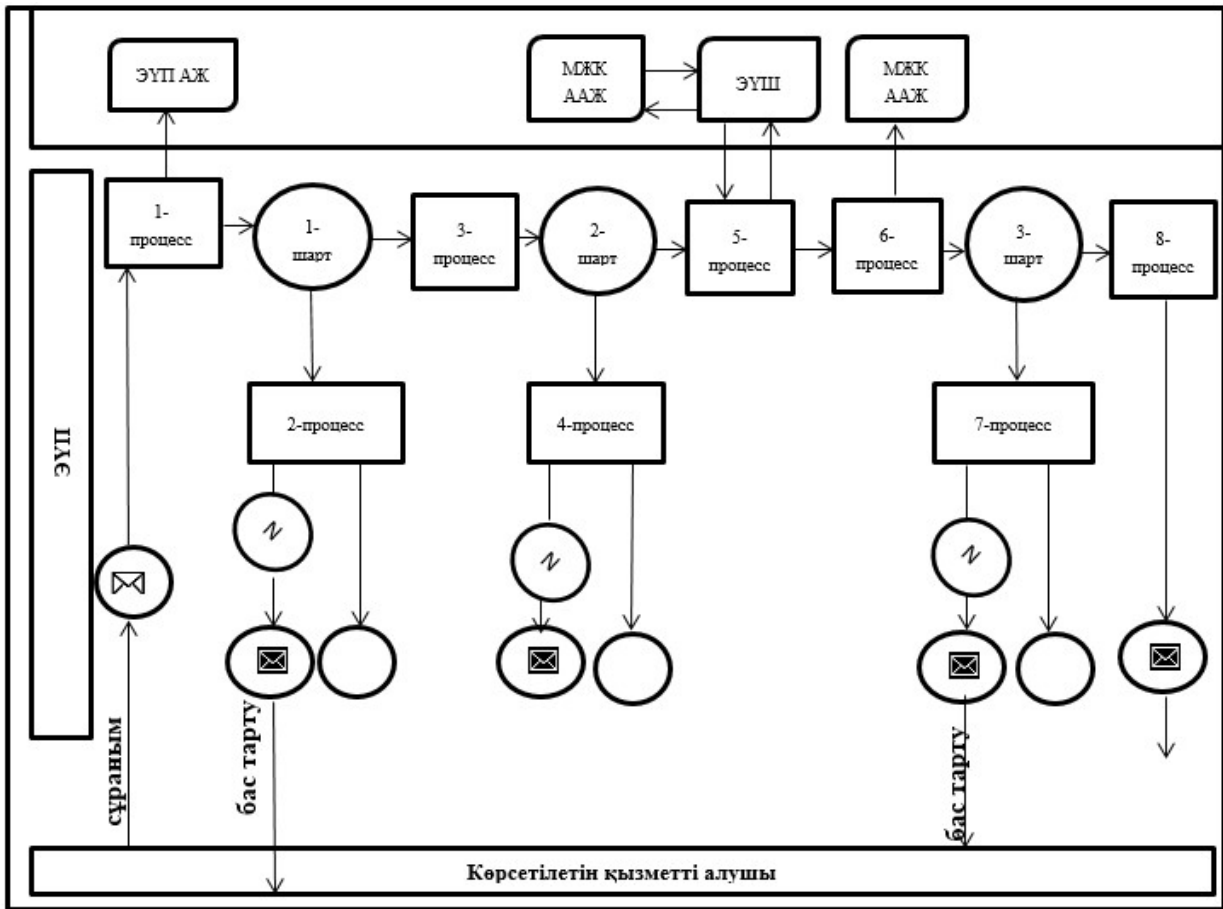 ЭҮП АЖ
МЖК
ААЖ
ЭҮШ
МЖК
ААЖ
1-
процесс
1-
шарт
3-
процесс
2-
шарт
5-
процесс
6-
процесс
3-
шарт
8-
процесс
2-процесс
4-процесс
7-процесс
ЭҮП
N
N
N
сұраным
бас тарту
бас тарту
Көрсетілетін қызметті алушы